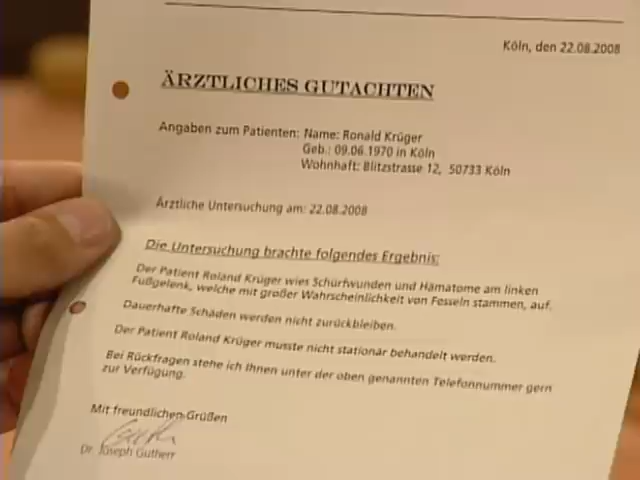 Köln, den 22.08.2008
ÄRZTLICHES GUTACHTEN
Angaben zum Patienten: Name: Ronald Krüger
Geb.: 09.06.1970 in Köln
Wohnhaft: Blitzstrasse 12, 50733 Köln
Ärztliche Untersuchung am: 22.08.2008
Die Untersuchung brachte folgendes Ergebnis:
Der Patient Roland Krüger wies Schürfwunden und Hämatome am linken
Fußgelenk, welche mit großer Wahrscheinlichkeit von Fesseln stammen, auf.
Dauerhafte Schäden werden nicht zurückbleiben.
Der Patient Roland Krüger musste nicht stationär behandelt werden.
Bei Rückfragen stehe ich Ihnen unter der oben genannten Telefonnummer gern
zur Verfügung.
Mit freundlichen Grüßen
Dr. Joseph Gutherr